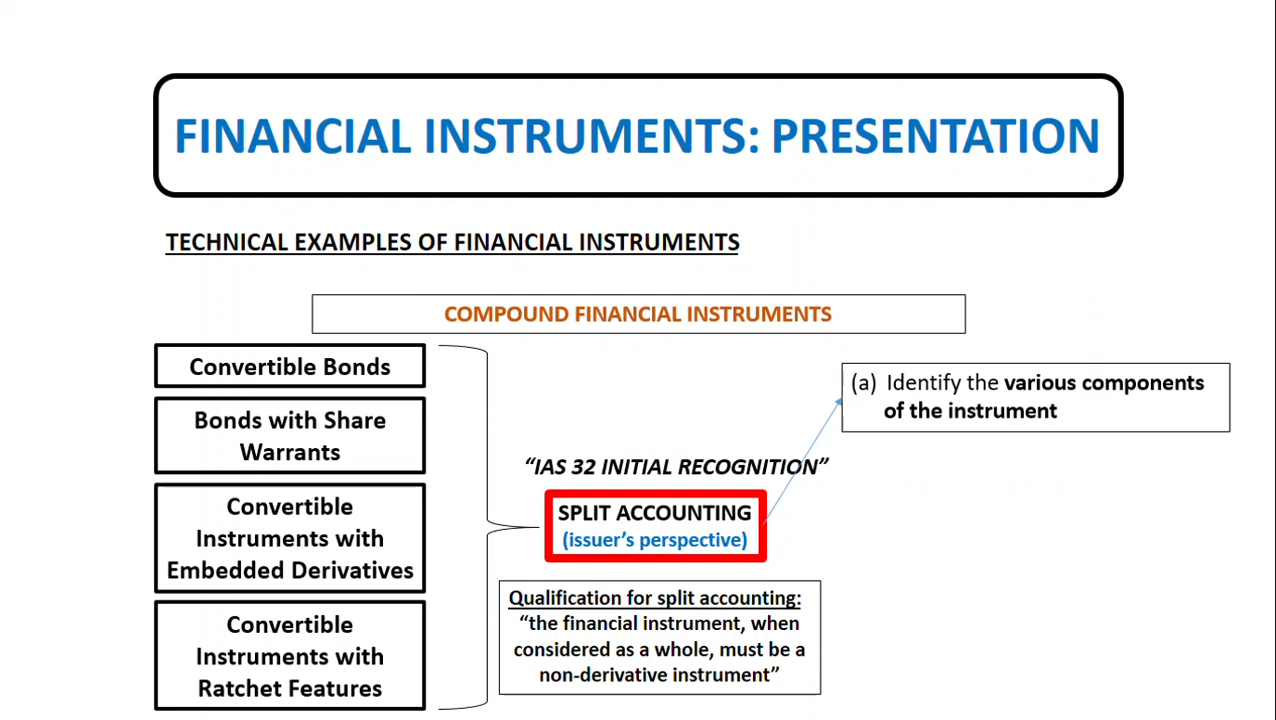 FINANCIAL INSTRUMENTS: PRESENTATION
TECHNICAL EXAMPLES OF FINANCIAL INSTRUMENTS
COMPOUND FINANCIAL INSTRUMENTS
Convertible Bonds
Bonds with Share
Warrants
Convertible
Instruments with
Embedded Derivatives
Convertible
Instruments with
Ratchet Features
“IAS 32 INITIAL RECOGNITION”
SPLIT ACCOUNTING
(issuer’s perspective)
Qualification for split accounting:
“the financial instrument, when
considered as a whole, must be a
non-derivative instrument”
(a) Identify the various components
of the instrument